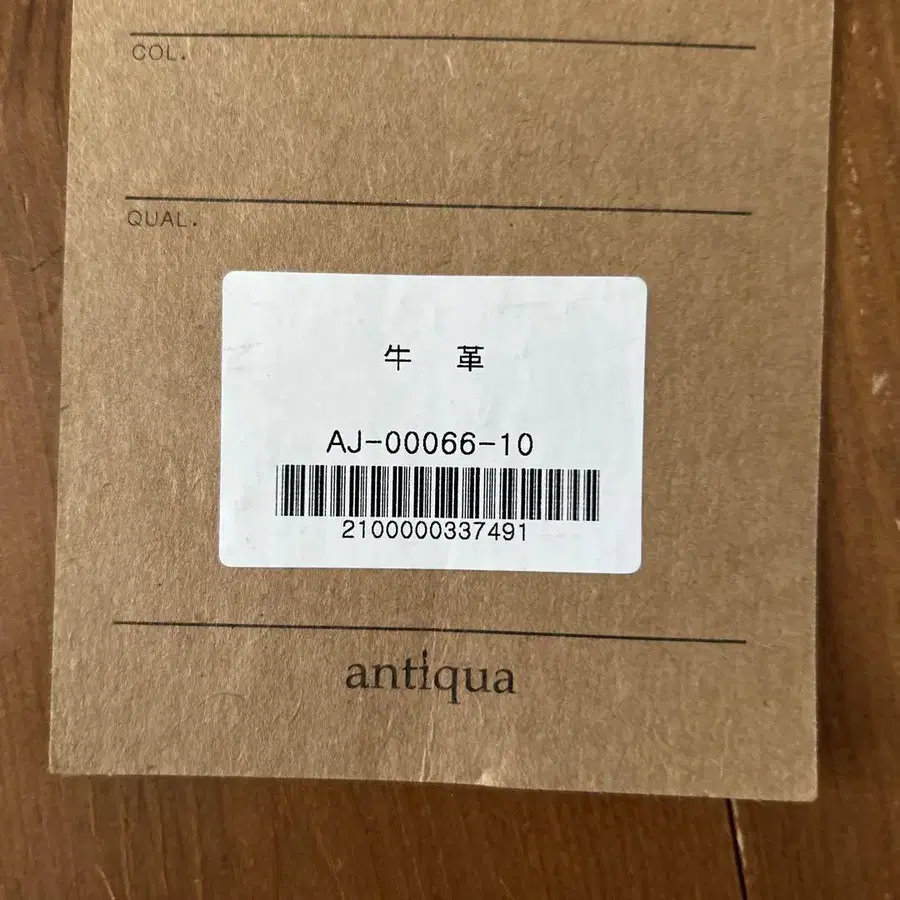 COL.
QUAL.
牛 革
AJ-00066-10
2100000337491
antiqua